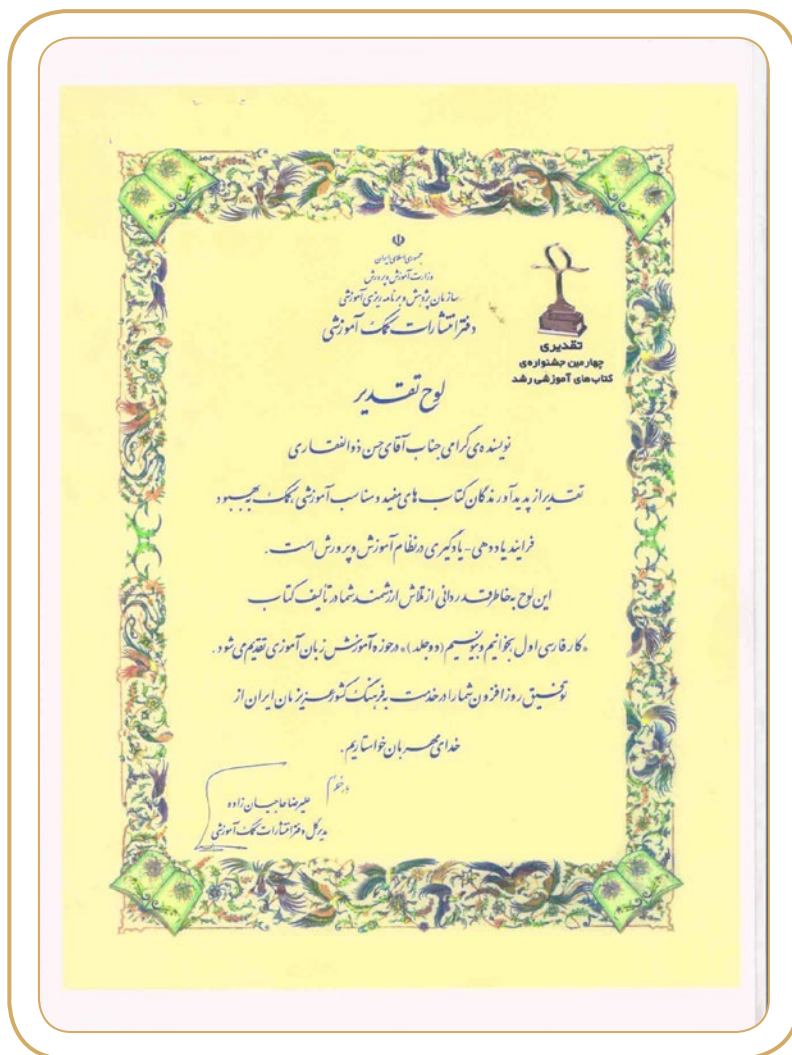 جمهوری اسلامی ایران
وزارت آموزش و پرورش
سازمان پژوهش و برنامه ریزی آموزشی
دفتر انتشارات کمک آموزشی
تقدیری
چهارمین جشنواره‌ی
کتاب‌های آموزشی رشد
لوح تقدیر
نویسنده‌ی گرامی جناب آقای حسن ذوالفقاری
تقدیر از پدیدآورندگان کتاب‌های مفید و مناسب آموزشی، کمک به بهبود
فرایند یاددهی - یادگیری در نظام آموزش و پرورش است.
این لوح به خاطر قدردانی از تلاش ارزشمند شما در تألیف کتاب
«کار فارسی اول بخوانیم و بنویسیم (دو جلد)» در حوزه آموزش زبان آموزی تقدیم می شود.
توفیق روز افزون شما را در خدمت به فرهنگ کشور عزیزمان ایران از
خدای مهربان خواستاریم.
علیرضا حاجیان زاده
مدیرکل دفتر انتشارات کمک آموزشی